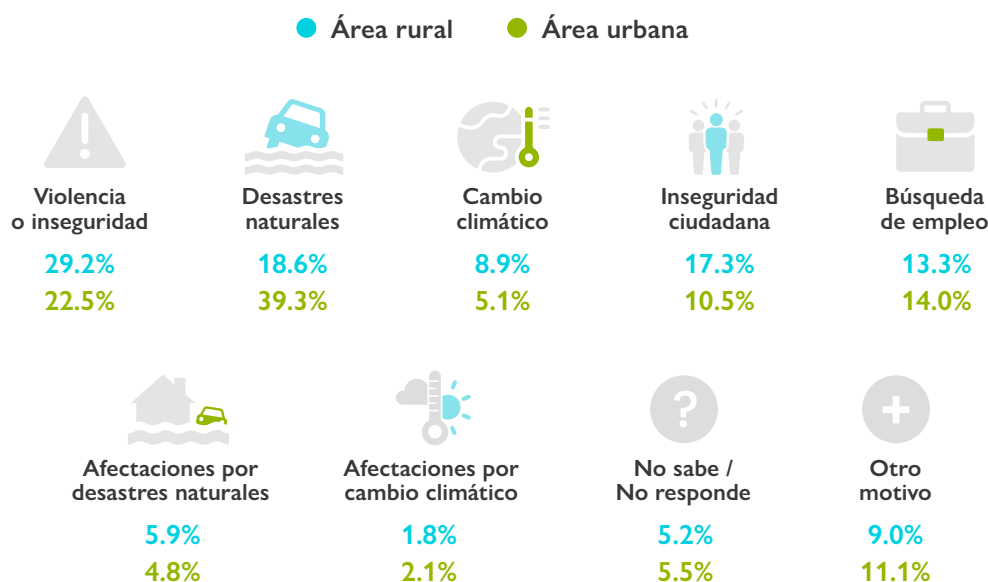 Área rural
Área urbana
Violencia
o inseguridad
29.2%
22.5%
Desastres
naturales
18.6%
39.3%
Cambio
climático
8.9%
5.1%
Inseguridad
ciudadana
17.3%
10.5%
Búsqueda
de empleo
13.3%
14.0%
Afectaciones por
desastres naturales
5.9%
4.8%
Afectaciones por
cambio climático
1.8%
2.1%
?
No sabe /
No responde
5.2%
5.5%
Otro
motivo
9.0%
11.1%